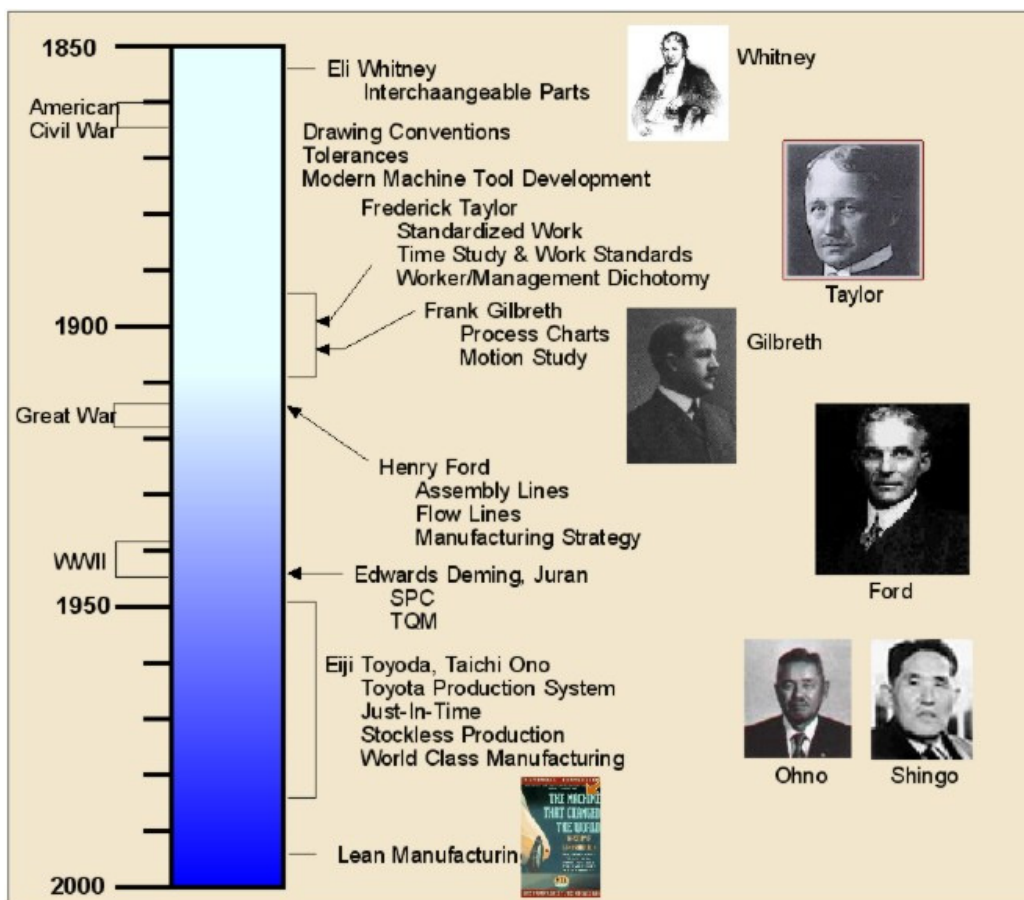 1850
American
Civil War
Eli Whitney
Interchaangeable Parts
Whitney
Drawing Conventions
Tolerances
Modern Machine Tool Development
Frederick Taylor
Standardized Work
Time Study & Work Standards
Worker/Management Dichotomy
Taylor
1900
Frank Gilbreth
Process Charts
Motion Study
Gilbreth
Great War
Henry Ford
Assembly Lines
Flow Lines
Manufacturing Strategy
Ford
WWII
Edwards Deming, Juran
SPC
TQM
1950
Eiji Toyoda, Taichi Ono
Toyota Production System
Just-In-Time
Stockless Production
World Class Manufacturing
Ohno
Shingo
Lean Manufacturin
THE MACHINE
THAT CHANGED
THE WORLD
2000